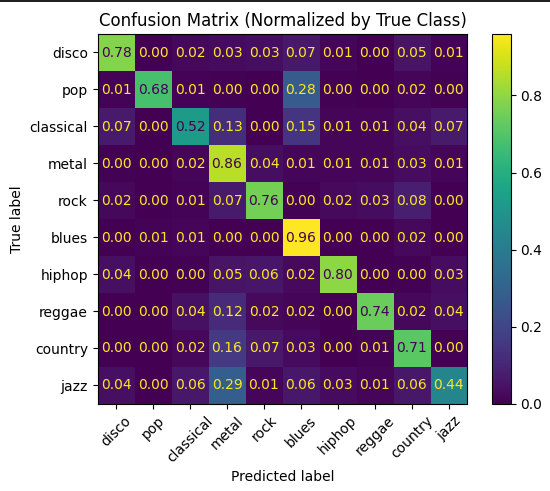 Confusion Matrix (Normalized by True Class)
disco 0.78 0.00 0.02 0.03 0.03 0.07 0.01 0.00 0.05 0.01
pop 0.01 0.68 0.01 0.00 0.00 0.28 0.00 0.00 0.02 0.00
classical 0.07 0.00 0.52 0.13 0.00 0.15 0.01 0.01 0.04 0.07
metal 0.00 0.00 0.02 0.86 0.04 0.01 0.01 0.01 0.03 0.01
rock 0.02 0.00 0.01 0.07 0.76 0.00 0.02 0.03 0.08 0.00
blues 0.00 0.01 0.01 0.00 0.00 0.96 0.00 0.00 0.02 0.00
hiphop 0.04 0.00 0.00 0.05 0.06 0.02 0.80 0.00 0.00 0.03
reggae 0.00 0.00 0.04 0.12 0.02 0.02 0.00 0.74 0.02 0.04
country 0.00 0.00 0.02 0.16 0.07 0.03 0.00 0.01 0.71 0.00
jazz 0.04 0.00 0.06 0.29 0.01 0.06 0.03 0.01 0.06 0.44
disco pop classical metal rock blues hiphop reggae country jazz
Predicted label
True label
0.8
0.6
0.4
0.2
0.0